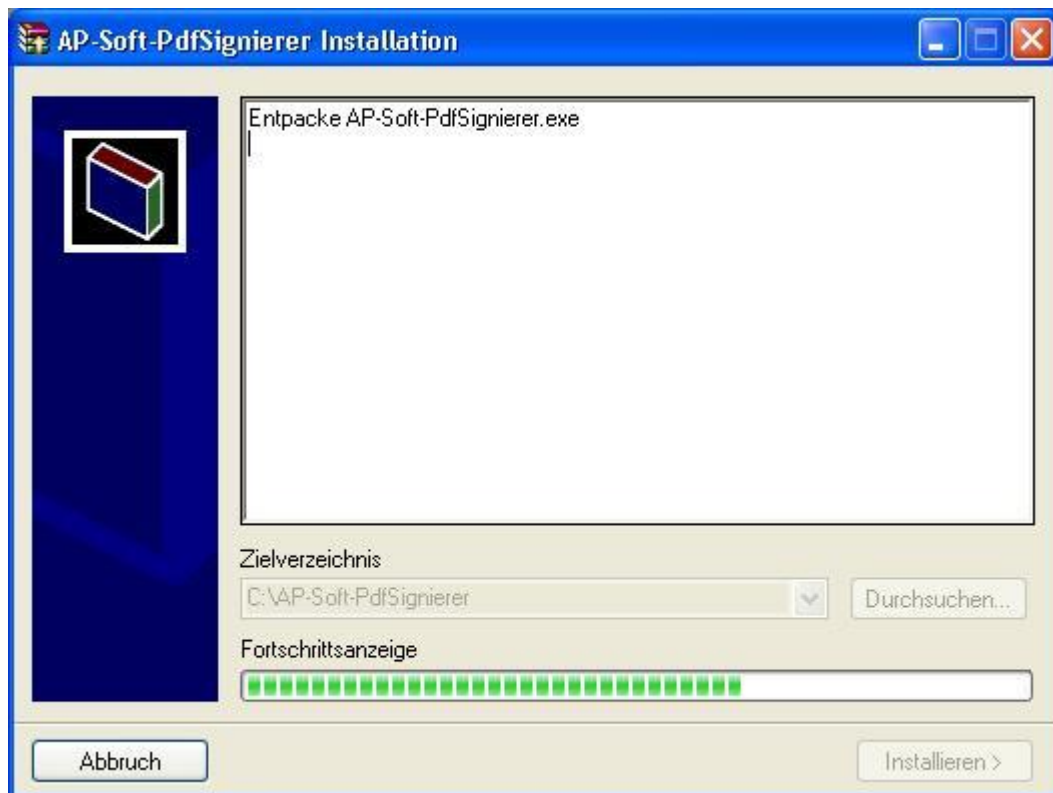 AP-Soft-PdfSignierer Installation
Entpacke AP-Soft-PdfSignierer.exe
Zielverzeichnis
C:\AP-Soft-PdfSignierer
Durchsuchen...
Fortschrittsanzeige
Abbruch
Installieren >